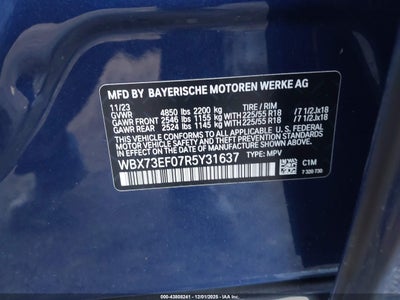 MFD BY BAYERISCHE MOTOREN WERKE AG
11/23 TIRE / RIM
GVWR 4850 lbs 2200 kg
GAWR FRONT 2546 lbs 1155 kg WITH 225/55 R18 /7 1/2Jx18
GAWR REAR 2524 lbs 1145 kg WITH 225/55 R18 /7 1/2Jx18
THIS VEHICLE CONFORMS TO ALL APPLICABLE U. S. FEDERAL
MOTOR VEHICLE SAFETY, BUMPER, AND THEFT PREVENTION
STANDARDS IN EFFECT ON THE DATE OF MANUFACTURE SHOWN ABOVE.
WBX73EF07R5Y31637 TYPE: MPV
C1M
7 320 730
000-43808241 - 12/01/2025 - IAAI.COM